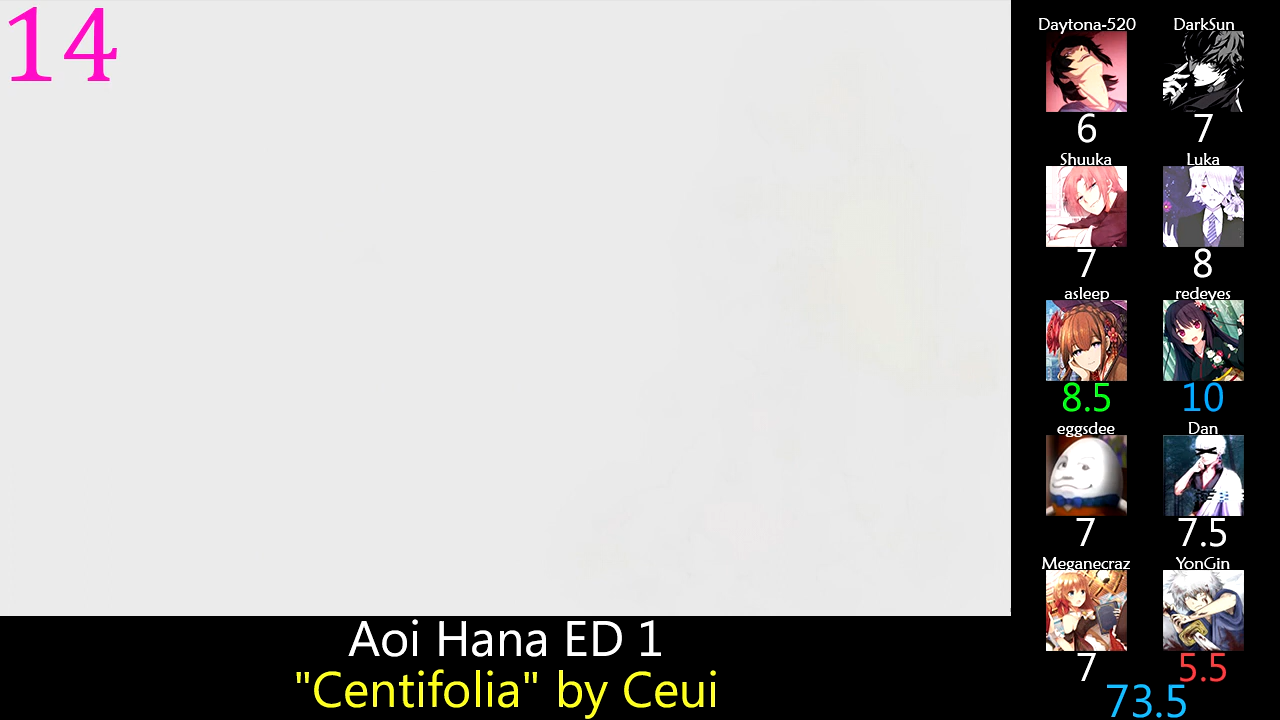 14
Daytona-520 DarkSun
6 7
Shuuka Luka
7 8
asleep redeyes
8.5 10
eggsdee Dan
7 7.5
Meganecraz YonGin
7 5.5
73.5
Aoi Hana ED 1
"Centifolia" by Ceui